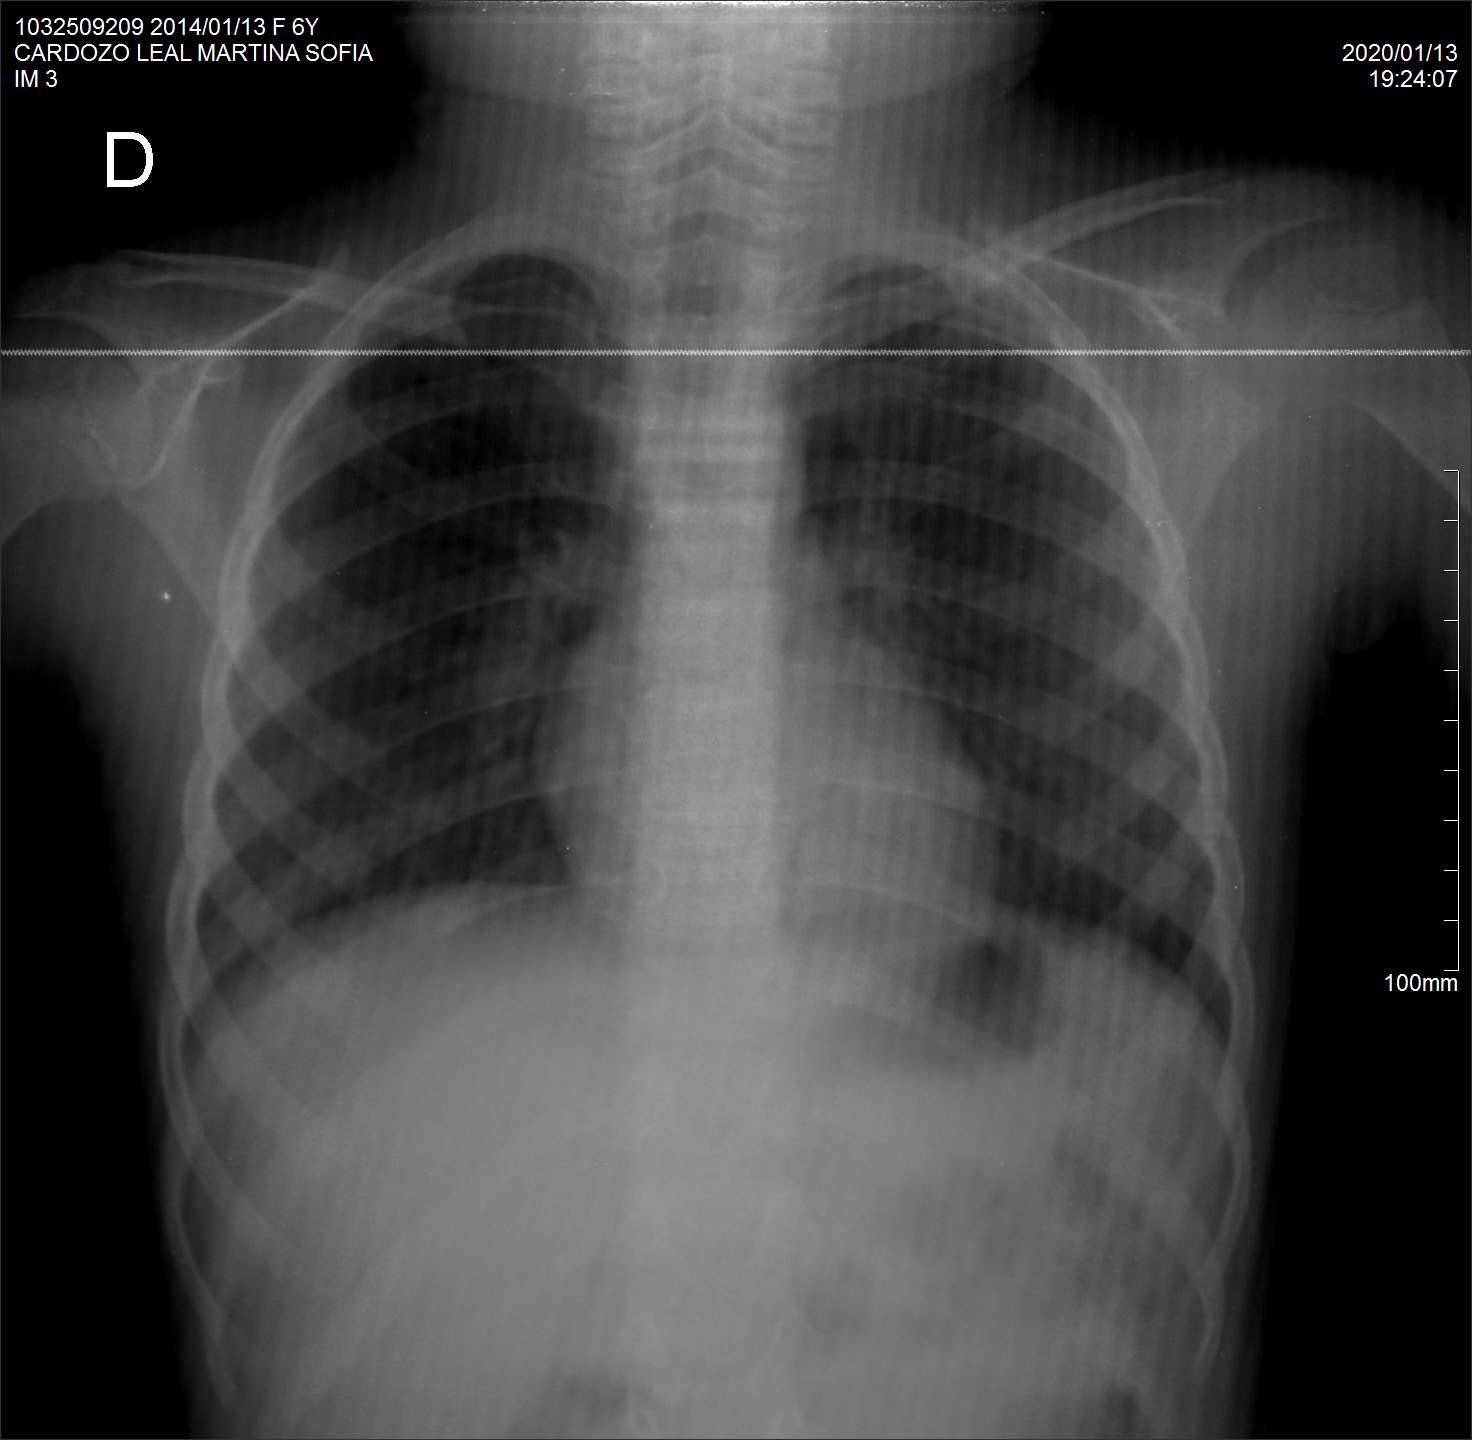 1032509209 2014/01/13 F 6Y
CARDOZO LEAL MARTINA SOFIA
IM 3
2020/01/13
19:24:07
D
100mm